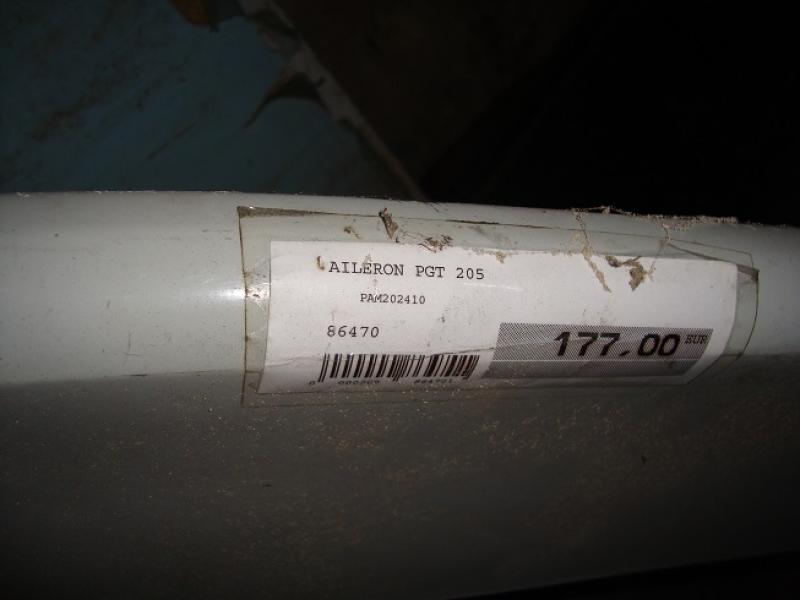 AILERON PGT 205
PAM202410
86470
177,00 EUR